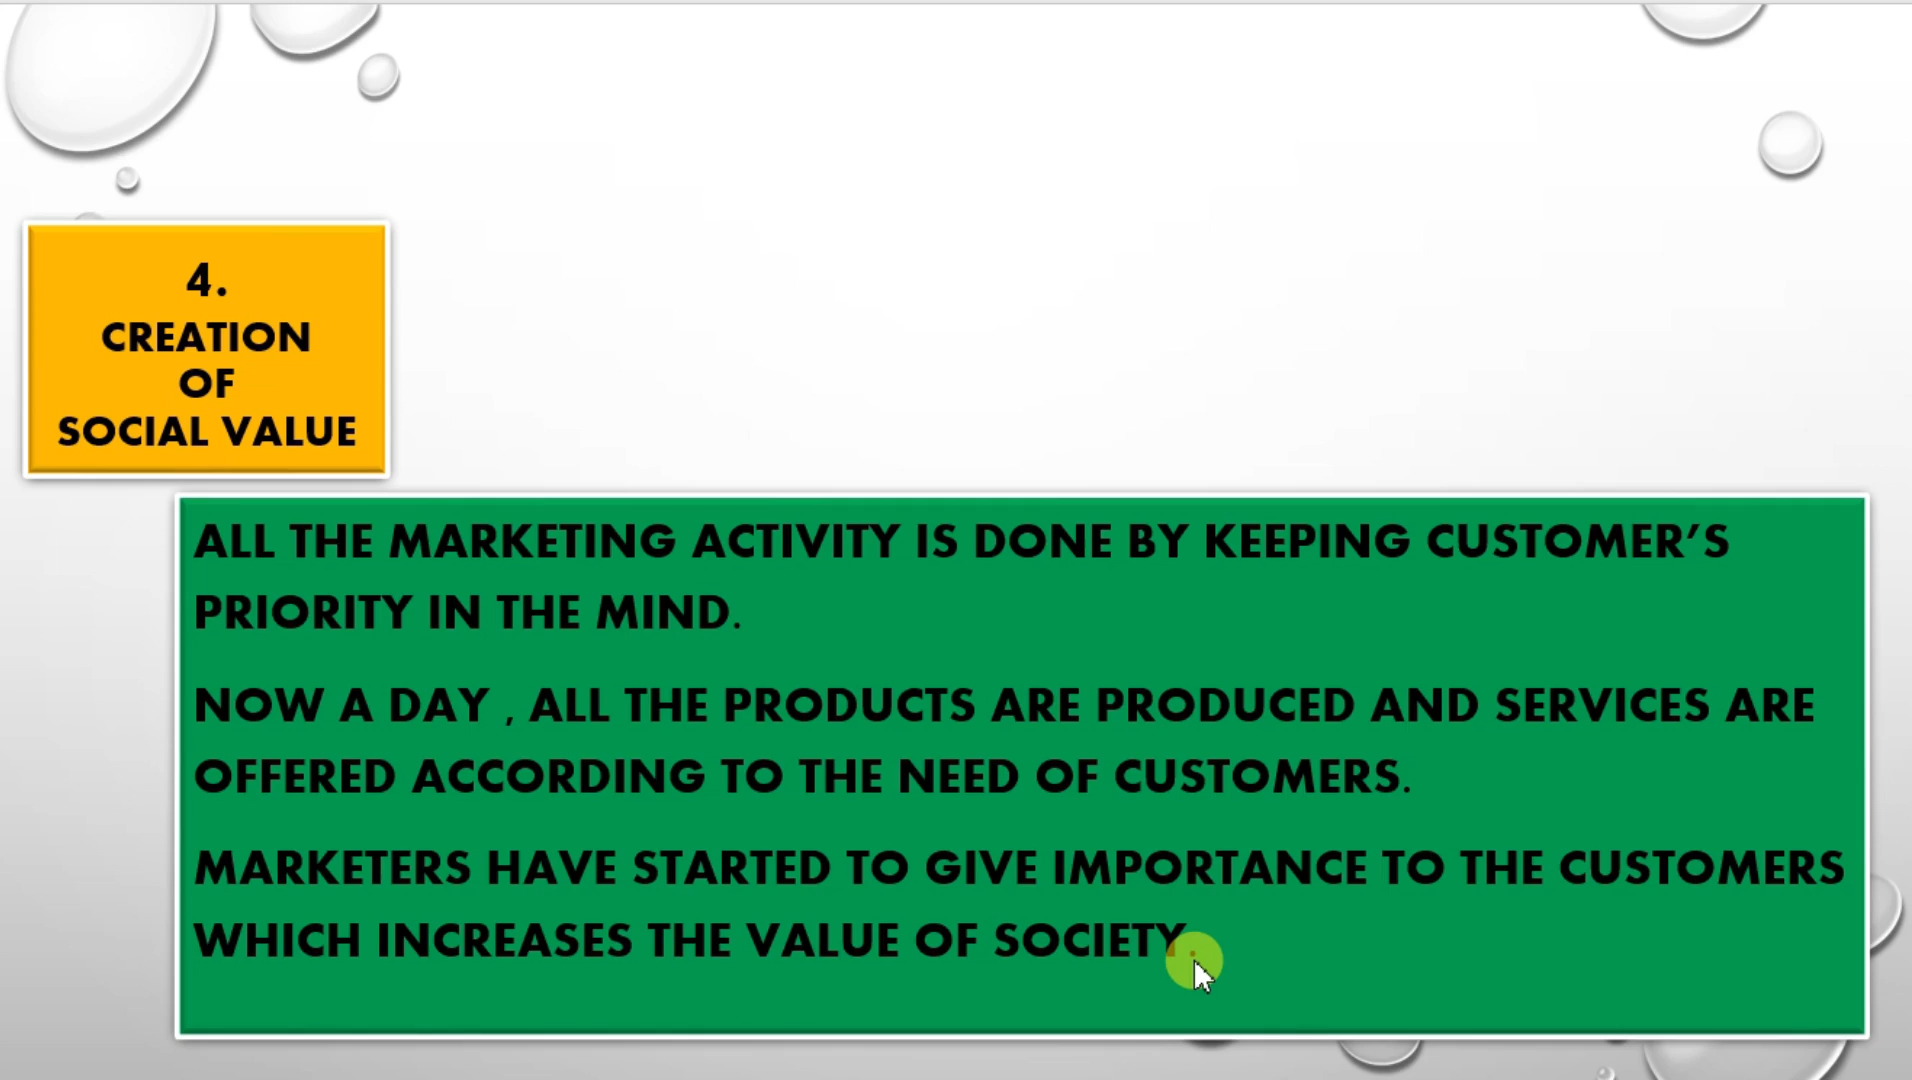 4.
CREATION
OF
SOCIAL VALUE
ALL THE MARKETING ACTIVITY IS DONE BY KEEPING CUSTOMER’S
PRIORITY IN THE MIND.
NOW A DAY , ALL THE PRODUCTS ARE PRODUCED AND SERVICES ARE
OFFERED ACCORDING TO THE NEED OF CUSTOMERS.
MARKETERS HAVE STARTED TO GIVE IMPORTANCE TO THE CUSTOMERS
WHICH INCREASES THE VALUE OF SOCIETY.